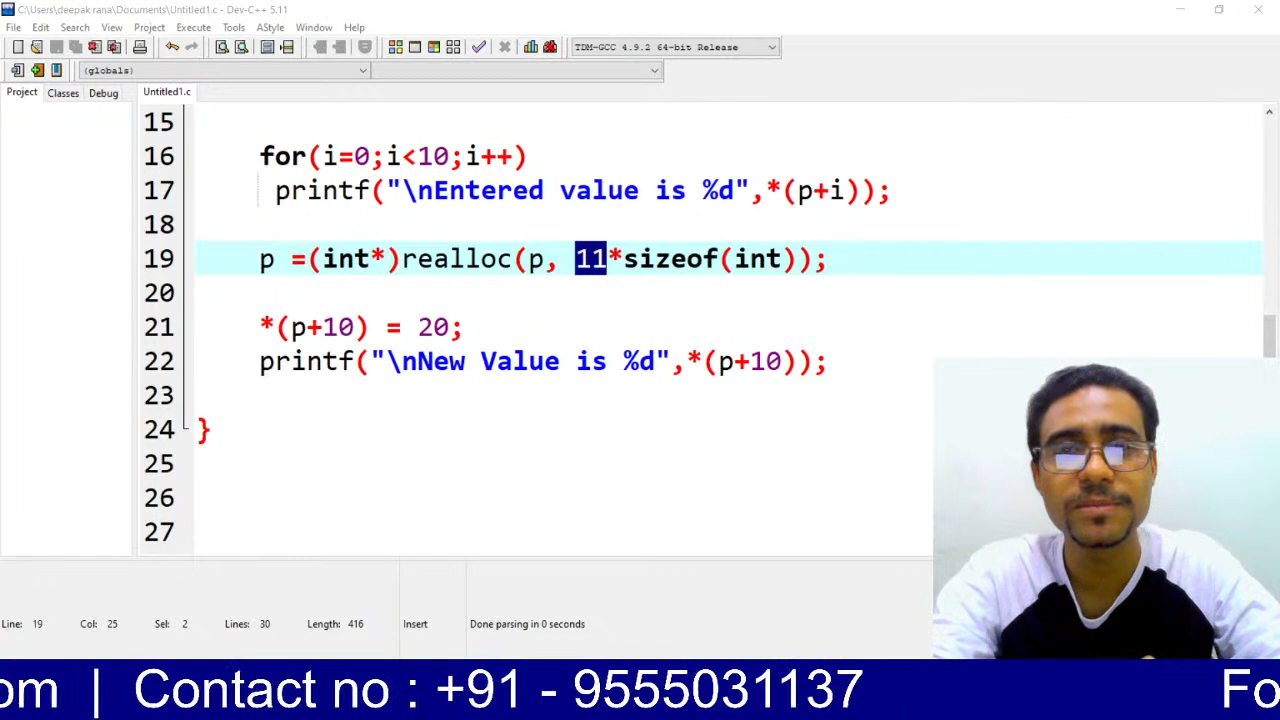 C:\Users\deepak rana\Documents\Untitled1.c - Dev-C++ 5.11
File Edit Search View Project Execute Tools AStyle Window Help
TDM-GCC 4.9.2 64-bit Release
(globals)
Project Classes Debug Untitled1.c
15
16 for(i=0;i<10;i++)
17 printf("\nEntered value is %d",*(p+i));
18
19 p =(int*)realloc(p, 11*sizeof(int));
20
21 *(p+10) = 20;
22 printf("\nNew Value is %d",*(p+10));
23
24 }
25
26
27
Line: 19 Col: 25 Sel: 2 Lines: 30 Length: 416 Insert Done parsing in 0 seconds
om | Contact no : +91 - 9555031137 Fo